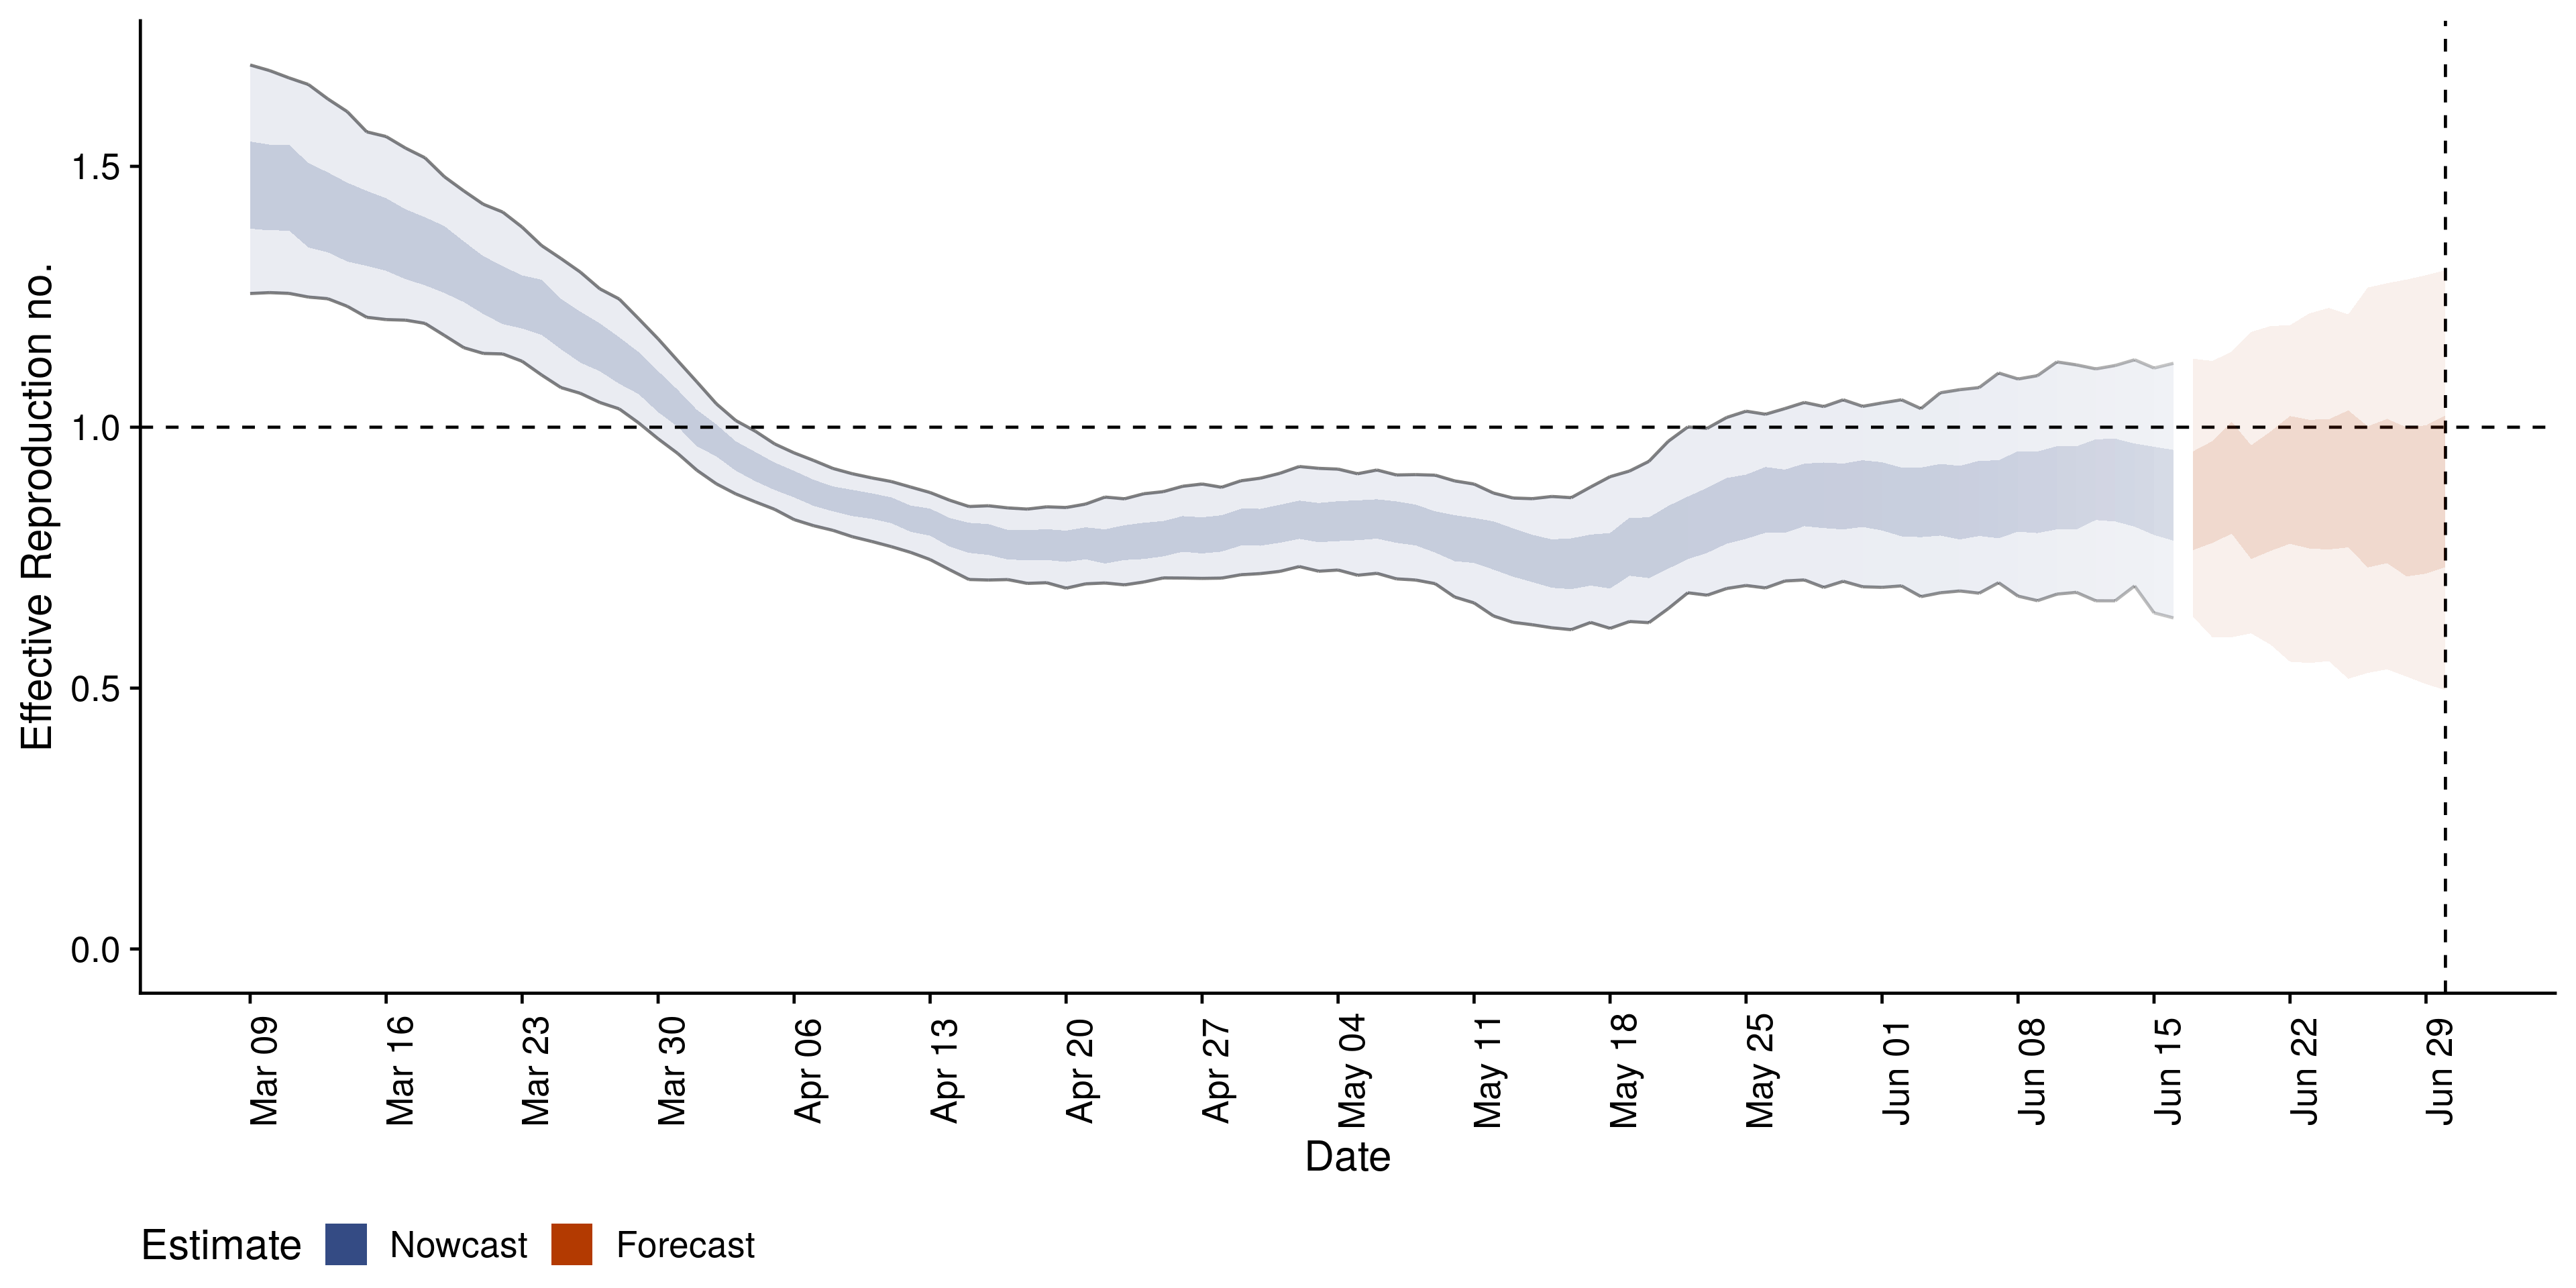 Effective Reproduction no.
1.5
1.0
0.5
0.0
Mar 09
Mar 16
Mar 23
Mar 30
Apr 06
Apr 13
Apr 20
Apr 27
May 04
May 11
May 18
May 25
Jun 01
Jun 08
Jun 15
Jun 22
Jun 29
Date
Estimate Nowcast Forecast